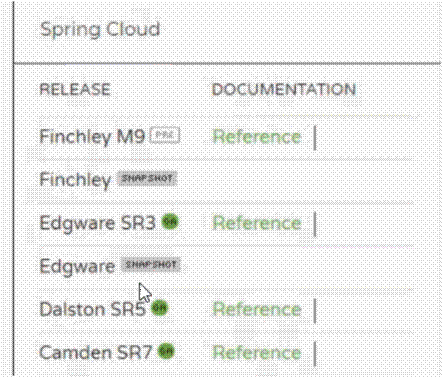 Spring Cloud
RELEASE DOCUMENTATION
Finchley M9 PRE Reference
Finchley SNAPSHOT
Edgware SR3 GA Reference
Edgware SNAPSHOT
Dalston SR5 GA Reference
Camden SR7 GA Reference